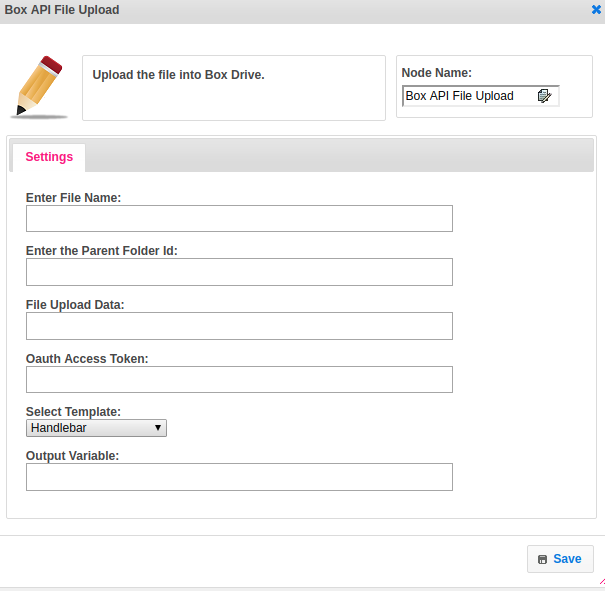 Box API File Upload
Upload the file into Box Drive.
Node Name:
Box API File Upload
Settings
Enter File Name:
Enter the Parent Folder Id:
File Upload Data:
Oauth Access Token:
Select Template:
Handlebar
Output Variable:
Save